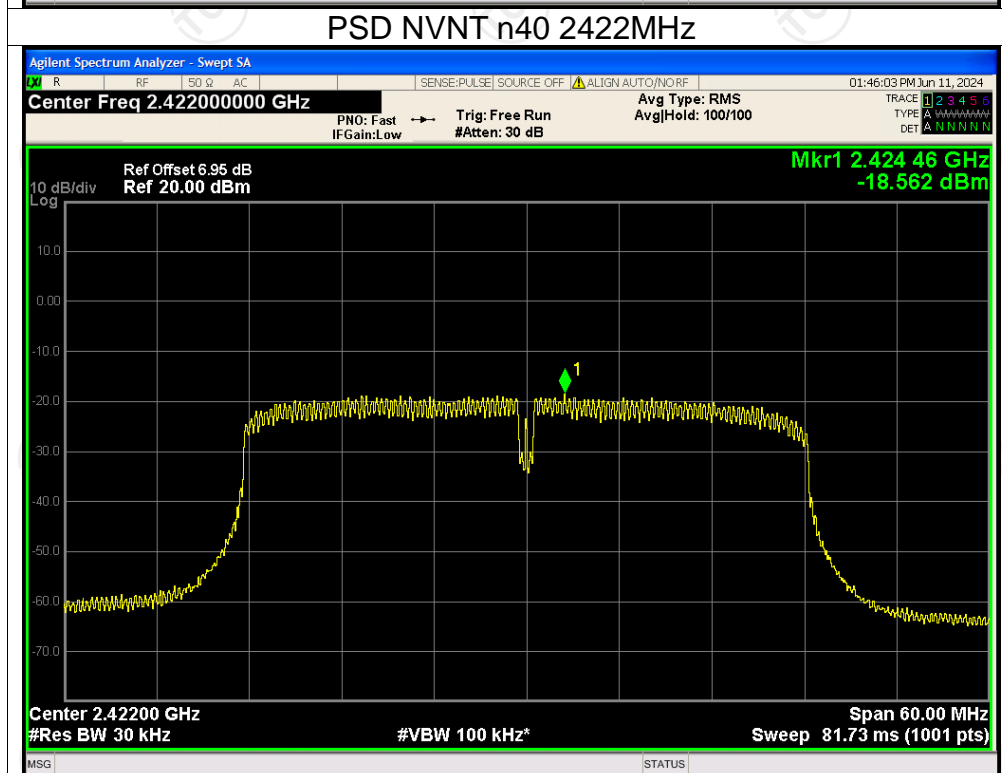 PSD NVNT n40 2422MHz
Agilent Spectrum Analyzer - Swept SA
LXI R RF 50 Ω AC SENSE:PULSE SOURCE OFF ALIGN AUTO/NO RF 01:46:03 PM Jun 11, 2024
Center Freq 2.422000000 GHz Avg Type: RMS TRACE 1 2 3 4 5 6
PNO: Fast Trig: Free Run Avg|Hold: 100/100 TYPE A WWWWW
IFGain:Low #Atten: 30 dB DET A N N N N N
Mkr1 2.424 46 GHz
Ref Offset 6.95 dB -18.562 dBm
10 dB/div Ref 20.00 dBm
Log
10.0
0.00
-10.0
1
-20.0
-30.0
-40.0
-50.0
-60.0
-70.0
Center 2.42200 GHz Span 60.00 MHz
#Res BW 30 kHz #VBW 100 kHz* Sweep 81.73 ms (1001 pts)
MSG STATUS